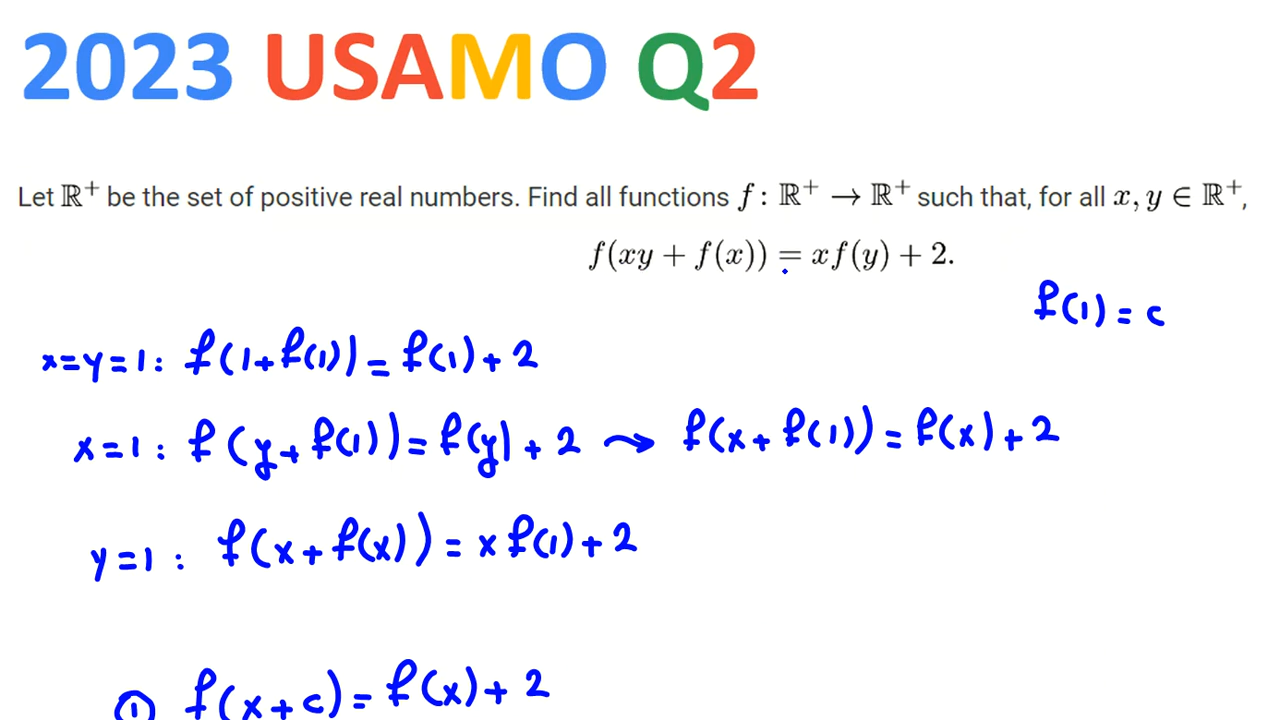 2023 USAMO Q2
Let ℝ⁺ be the set of positive real numbers. Find all functions f : ℝ⁺ → ℝ⁺ such that, for all x, y ∈ ℝ⁺,
f(xy + f(x)) = xf(y) + 2.
f(1) = c
x=y=1: f(1+f(1)) = f(1)+2
x=1: f(y+f(1)) = f(y)+2 ⇝ f(x+f(1)) = f(x)+2
y=1: f(x+f(x)) = xf(1)+2
① f(x+c) = f(x)+2